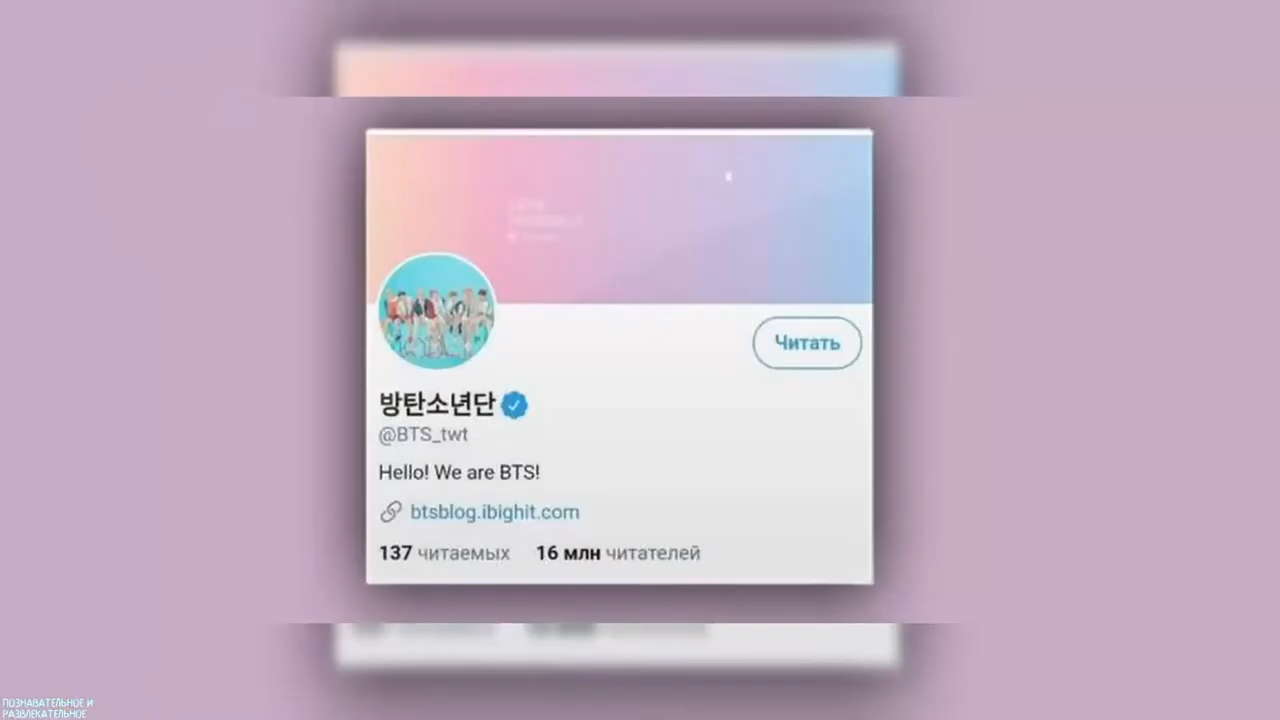 Читать
방탄소년단
@BTS_twt
Hello! We are BTS!
btsblog.ibighit.com
137 читаемых 16 млн читателей
ПОЗНАВАТЕЛЬНОЕ И
РАЗВЛЕКАТЕЛЬНОЕ